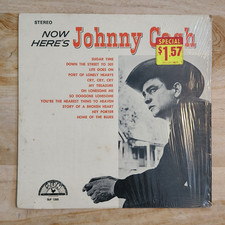 STEREO
NOW
HERE'S
Johnny Cash
SPECIAL
$1.57
SUGAR TIME
DOWN THE STREET TO 301
LIFE GOES ON
PORT OF LONELY HEARTS
CRY, CRY, CRY
MY TREASURE
OH LONESOME ME
SO DOGGONE LONESOME
YOU'RE THE NEAREST THING TO HEAVEN
STORY OF A BROKEN HEART
HEY PORTER
HOME OF THE BLUES
SUN